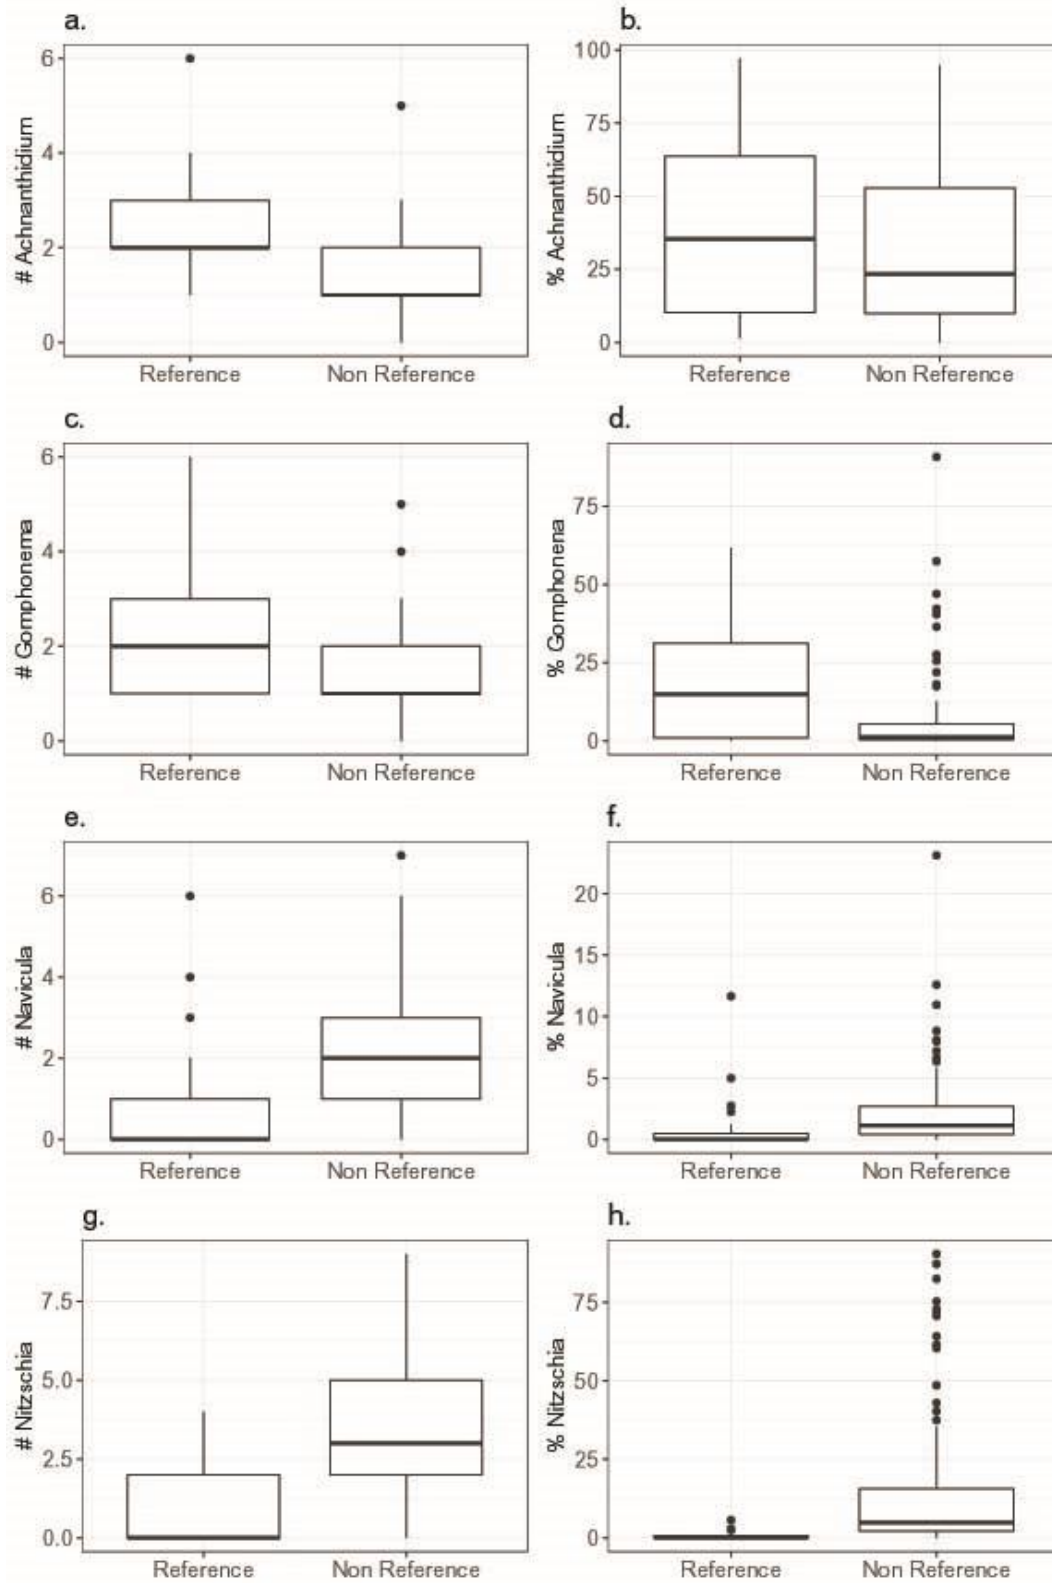 a.
6
4
2
0
# Achnanthidium
Reference
Non Reference
b.
100
75
50
25
0
% Achnanthidium
Reference
Non Reference
c.
6
4
2
0
# Gomphonema
Reference
Non Reference
d.
75
50
25
0
% Gomphonena
Reference
Non Reference
e.
6
4
2
0
# Navicula
Reference
Non Reference
f.
20
15
10
5
0
% Navicula
Reference
Non Reference
g.
7.5
5.0
2.5
0.0
# Nitzschia
Reference
Non Reference
h.
75
50
25
0
% Nitzschia
Reference
Non Reference